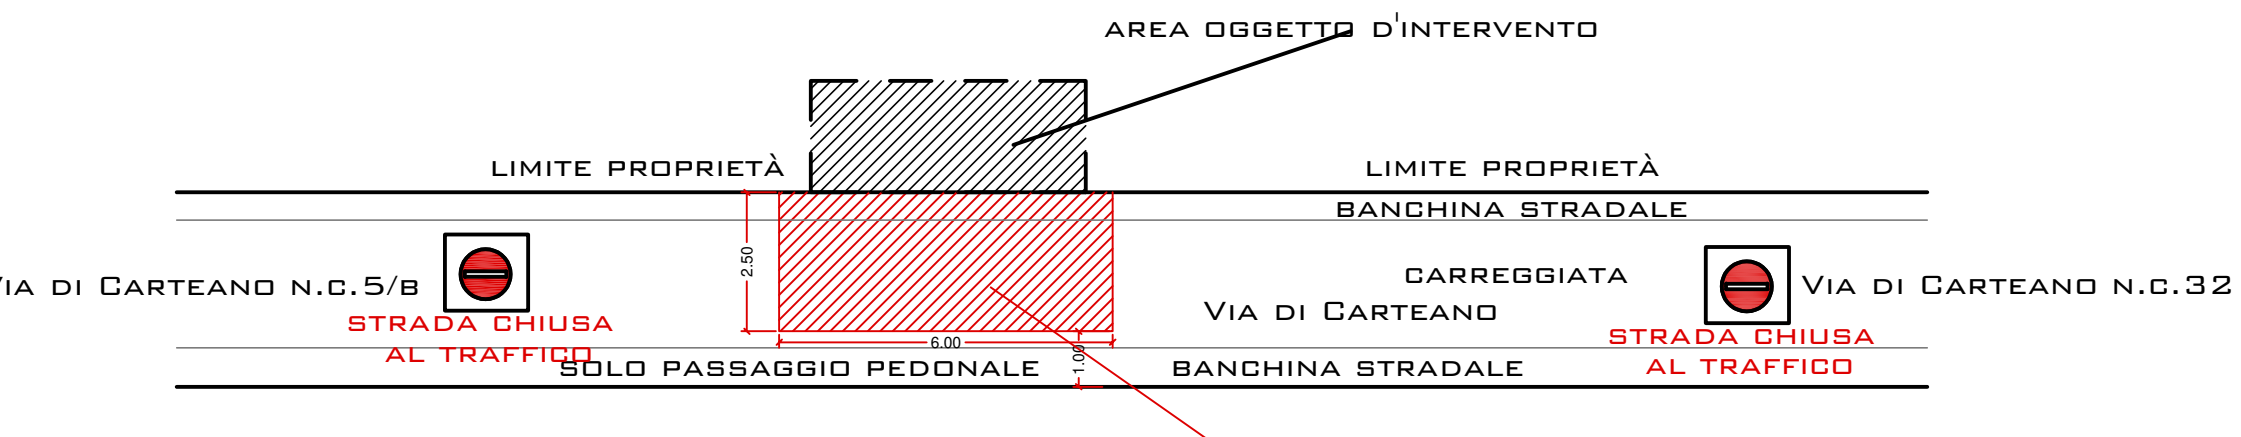 AREA OGGETTO D'INTERVENTO
LIMITE PROPRIETÀ
LIMITE PROPRIETÀ
BANCHINA STRADALE
2.50
CARREGGIATA
VIA DI CARTEANO N.C.5/B
VIA DI CARTEANO N.C.32
VIA DI CARTEANO
STRADA CHIUSA
AL TRAFFICO
STRADA CHIUSA
AL TRAFFICO
6.00
1.00
SOLO PASSAGGIO PEDONALE
BANCHINA STRADALE